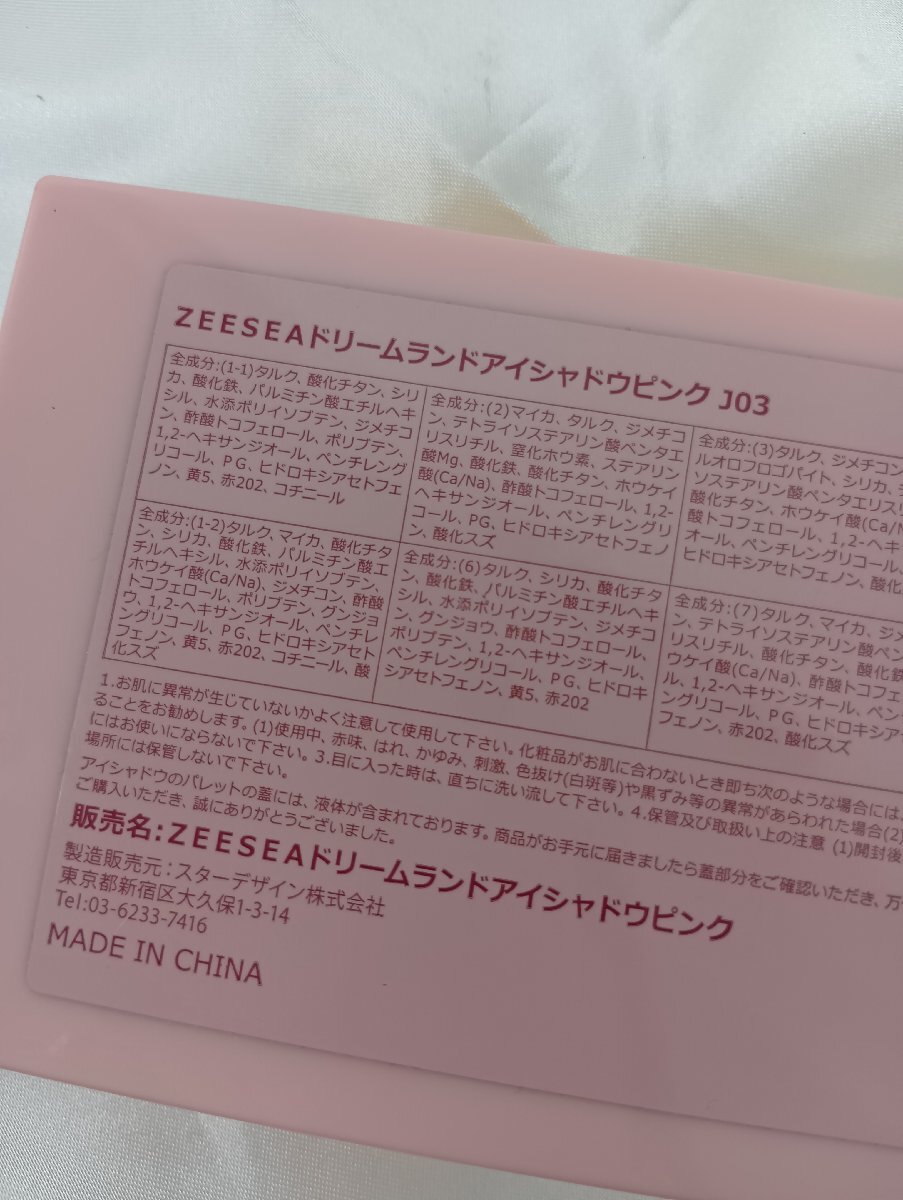 ZEESEAドリームランドアイシャドウピンク J03
全成分:(1-1)タルク、酸化チタン、シリ
カ、酸化鉄、パルミチン酸エチルヘキ
シル、水添ポリイソブテン、ジメチコ
ン、酢酸トコフェロール、ポリブテン、
1,2-ヘキサンジオール、ペンチレング
リコール、PG、ヒドロキシアセトフェ
ノン、黄5、赤202、コチニール
全成分:(2)マイカ、タルク、ジメチコ
ン、テトライソステアリン酸ペンタエ
リスリチル、窒化ホウ素、ステアリン
酸Mg、酸化鉄、酸化チタン、ホウケイ
酸(Ca/Na)、酢酸トコフェロール、1,2-
ヘキサンジオール、ペンチレングリ
コール、PG、ヒドロキシアセトフェノ
ン、酸化スズ
全成分:(3)タルク、ジメチコン
ルオロフロゴパイト、シリカ、
ソステアリン酸ペンタエリスリ
酸化チタン、ホウケイ酸(Ca/N
酸トコフェロール、1,2-ヘキ
オール、ペンチレングリコール、
ヒドロキシアセトフェノン、酸化
全成分:(1-2)タルク、マイカ、酸化チタ
ン、シリカ、酸化鉄、パルミチン酸エ
チルヘキシル、水添ポリイソブテン、
ホウケイ酸(Ca/Na)、ジメチコン、酢酸
トコフェロール、ポリブテン、グンジョ
ウ、1,2-ヘキサンジオール、ペンチレ
ングリコール、PG、ヒドロキシアセト
フェノン、黄5、赤202、コチニール、酸
化スズ
全成分:(6)タルク、シリカ、酸化チタ
ン、酸化鉄、パルミチン酸エチルヘキ
シル、水添ポリイソブテン、ジメチコ
ン、グンジョウ、酢酸トコフェロール、
ポリブテン、1,2-ヘキサンジオール、
ペンチレングリコール、PG、ヒドロキ
シアセトフェノン、黄5、赤202
全成分:(7)タルク、マイカ、ジメ
ン、テトライソステアリン酸ペン
リスリチル、酸化チタン、酸化鉄
ウケイ酸(Ca/Na)、酢酸トコフェ
ル、1,2-ヘキサンジオール、ペン
ングリコール、PG、ヒドロキシア
フェノン、赤202、酸化スズ
1.お肌に異常が生じていないかよく注意して使用して下さい。化粧品がお肌に合わないとき即ち次のような場合には、
ることをお勧めします。(1)使用中、赤味、はれ、かゆみ、刺激、色抜け(白斑等)や黒ずみ等の異常があらわれた場合(2)
にはお使いにならないで下さい。3.目に入った時は、直ちに洗い流して下さい。4.保管及び取扱い上の注意 (1)開封後
場所には保管しないで下さい。
アイシャドウのパレットの蓋には、液体が含まれております。商品がお手元に届きましたら蓋部分をご確認いただき、万
ご購入いただき、誠にありがとうございました。
販売名:ZEESEAドリームランドアイシャドウピンク
製造販売元:スターデザイン株式会社
東京都新宿区大久保1-3-14
Tel:03-6233-7416
MADE IN CHINA